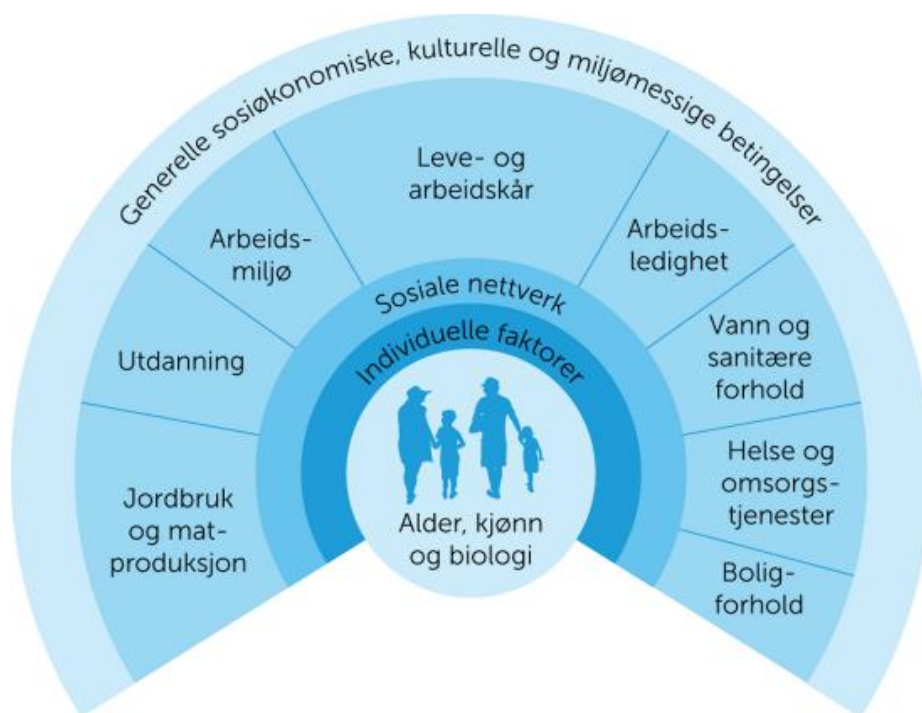 Generelle sosiøkonomiske, kulturelle og miljømessige betingelser
Leve- og
arbeidskår
Arbeids-
miljø
Arbeids-
ledighet
Utdanning
Vann og
sanitære
forhold
Jordbruk
og mat-
produksjon
Helse og
omsorgs-
tjenester
Bolig-
forhold
Sosiale nettverk
Individuelle faktorer
Alder, kjønn
og biologi